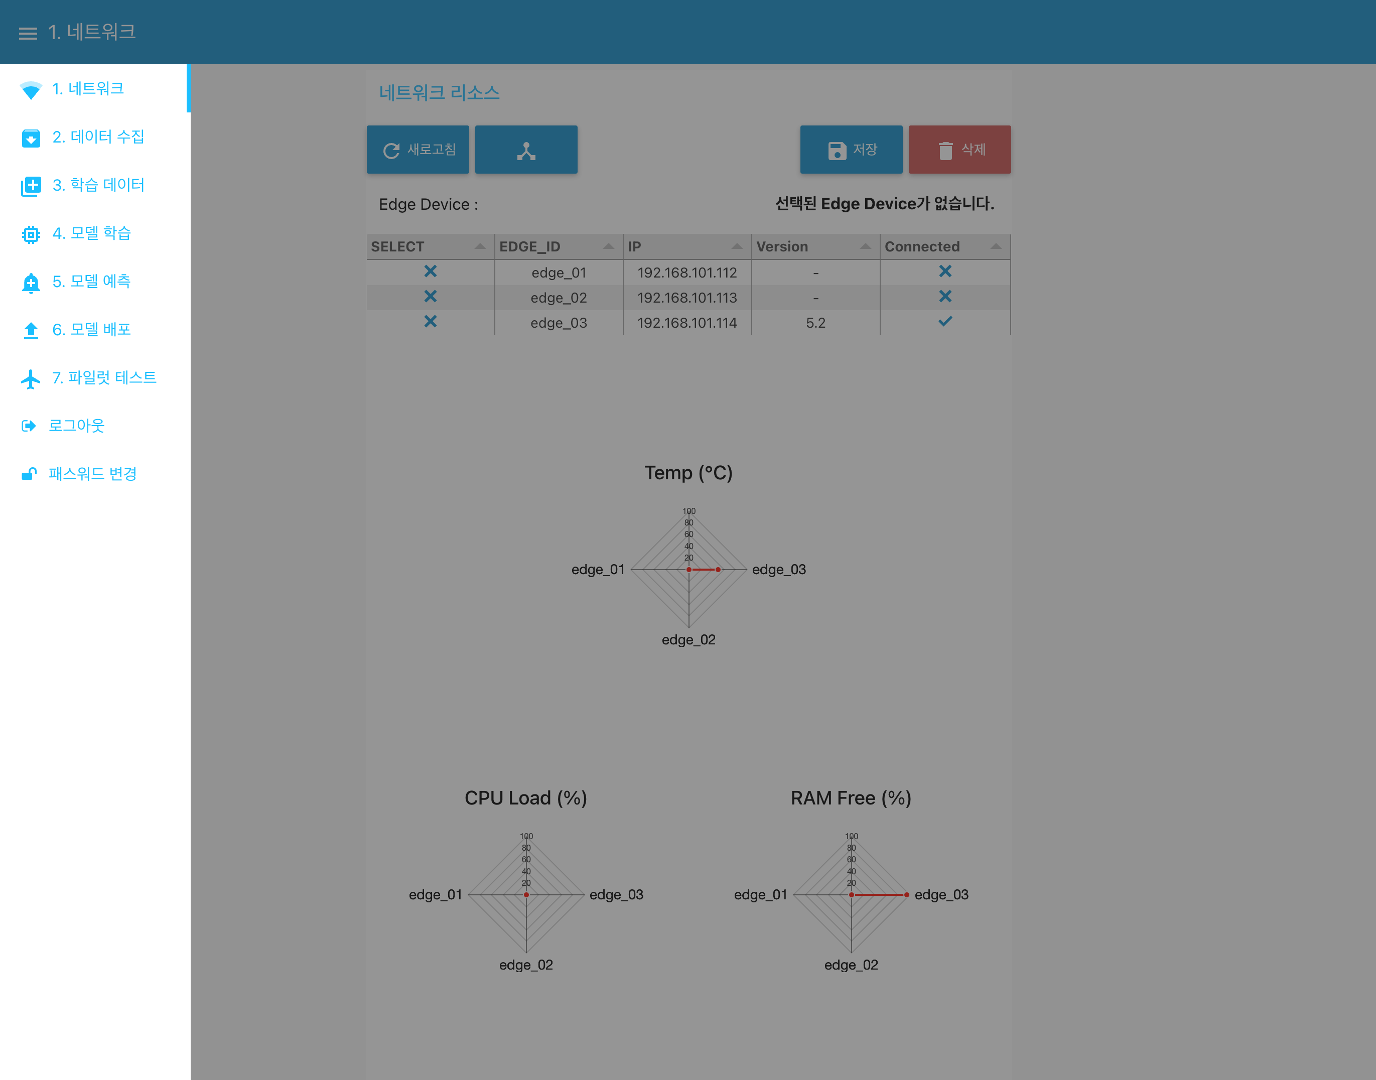 1. 네트워크
1. 네트워크
2. 데이터 수집
3. 학습 데이터
4. 모델 학습
5. 모델 예측
6. 모델 배포
7. 파일럿 테스트
로그아웃
패스워드 변경
네트워크 리소스
새로고침
저장
삭제
Edge Device :
선택된 Edge Device가 없습니다.
SELECT EDGE_ID IP Version Connected
edge_01 192.168.101.112 -
edge_02 192.168.101.113 -
edge_03 192.168.101.114 5.2
Temp (°C)
100
80
60
40
20
edge_01 edge_03
edge_02
CPU Load (%)
100
80
60
40
20
edge_01 edge_03
edge_02
RAM Free (%)
100
80
60
40
20
edge_01 edge_03
edge_02